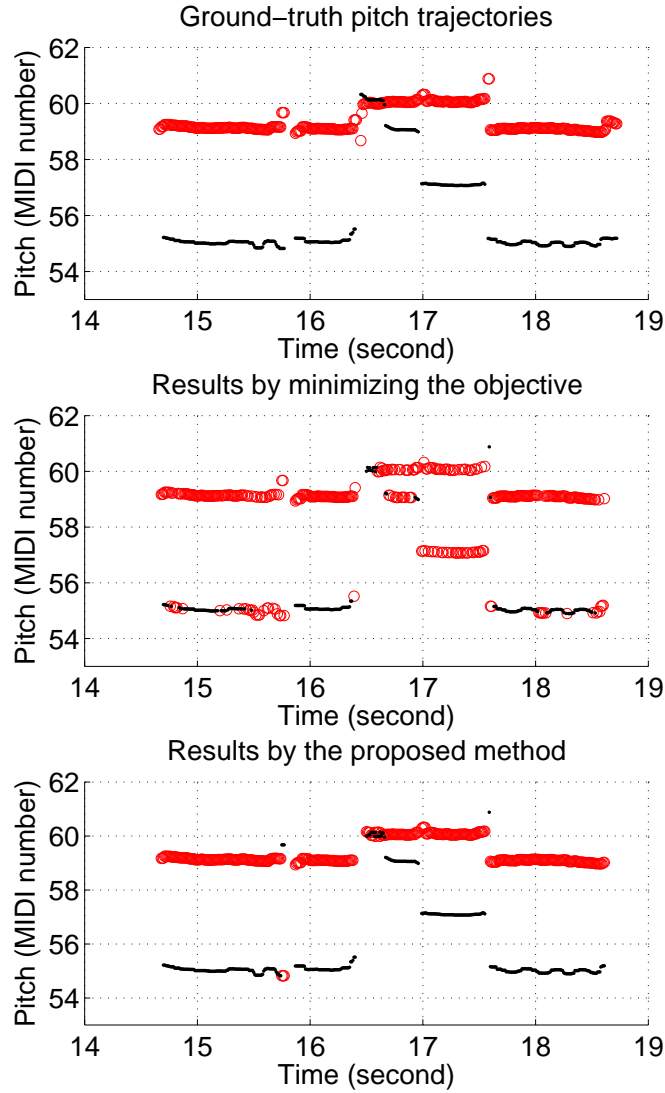 Ground−truth pitch trajectories
62
60
58
56
54
Pitch (MIDI number)
14 15 16 17 18 19
Time (second)
Results by minimizing the objective
62
60
58
56
54
Pitch (MIDI number)
14 15 16 17 18 19
Time (second)
Results by the proposed method
62
60
58
56
54
Pitch (MIDI number)
14 15 16 17 18 19
Time (second)